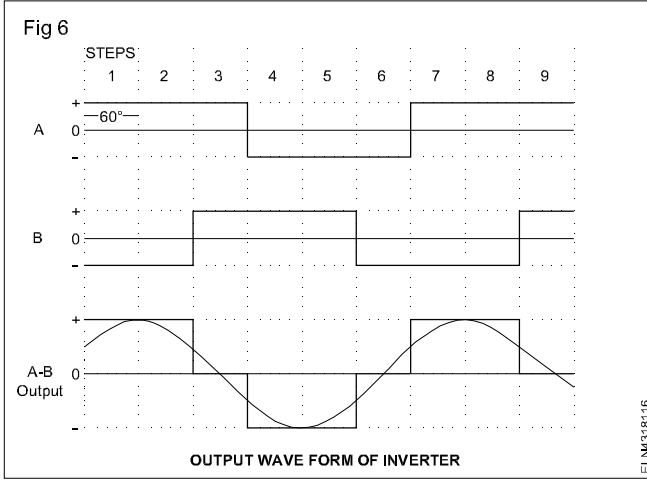 Fig 6
STEPS
1 2 3 4 5 6 7 8 9
+
60°
A 0
-
+
B 0
-
+
A-B 0
Output
-
OUTPUT WAVE FORM OF INVERTER
ELN4318116